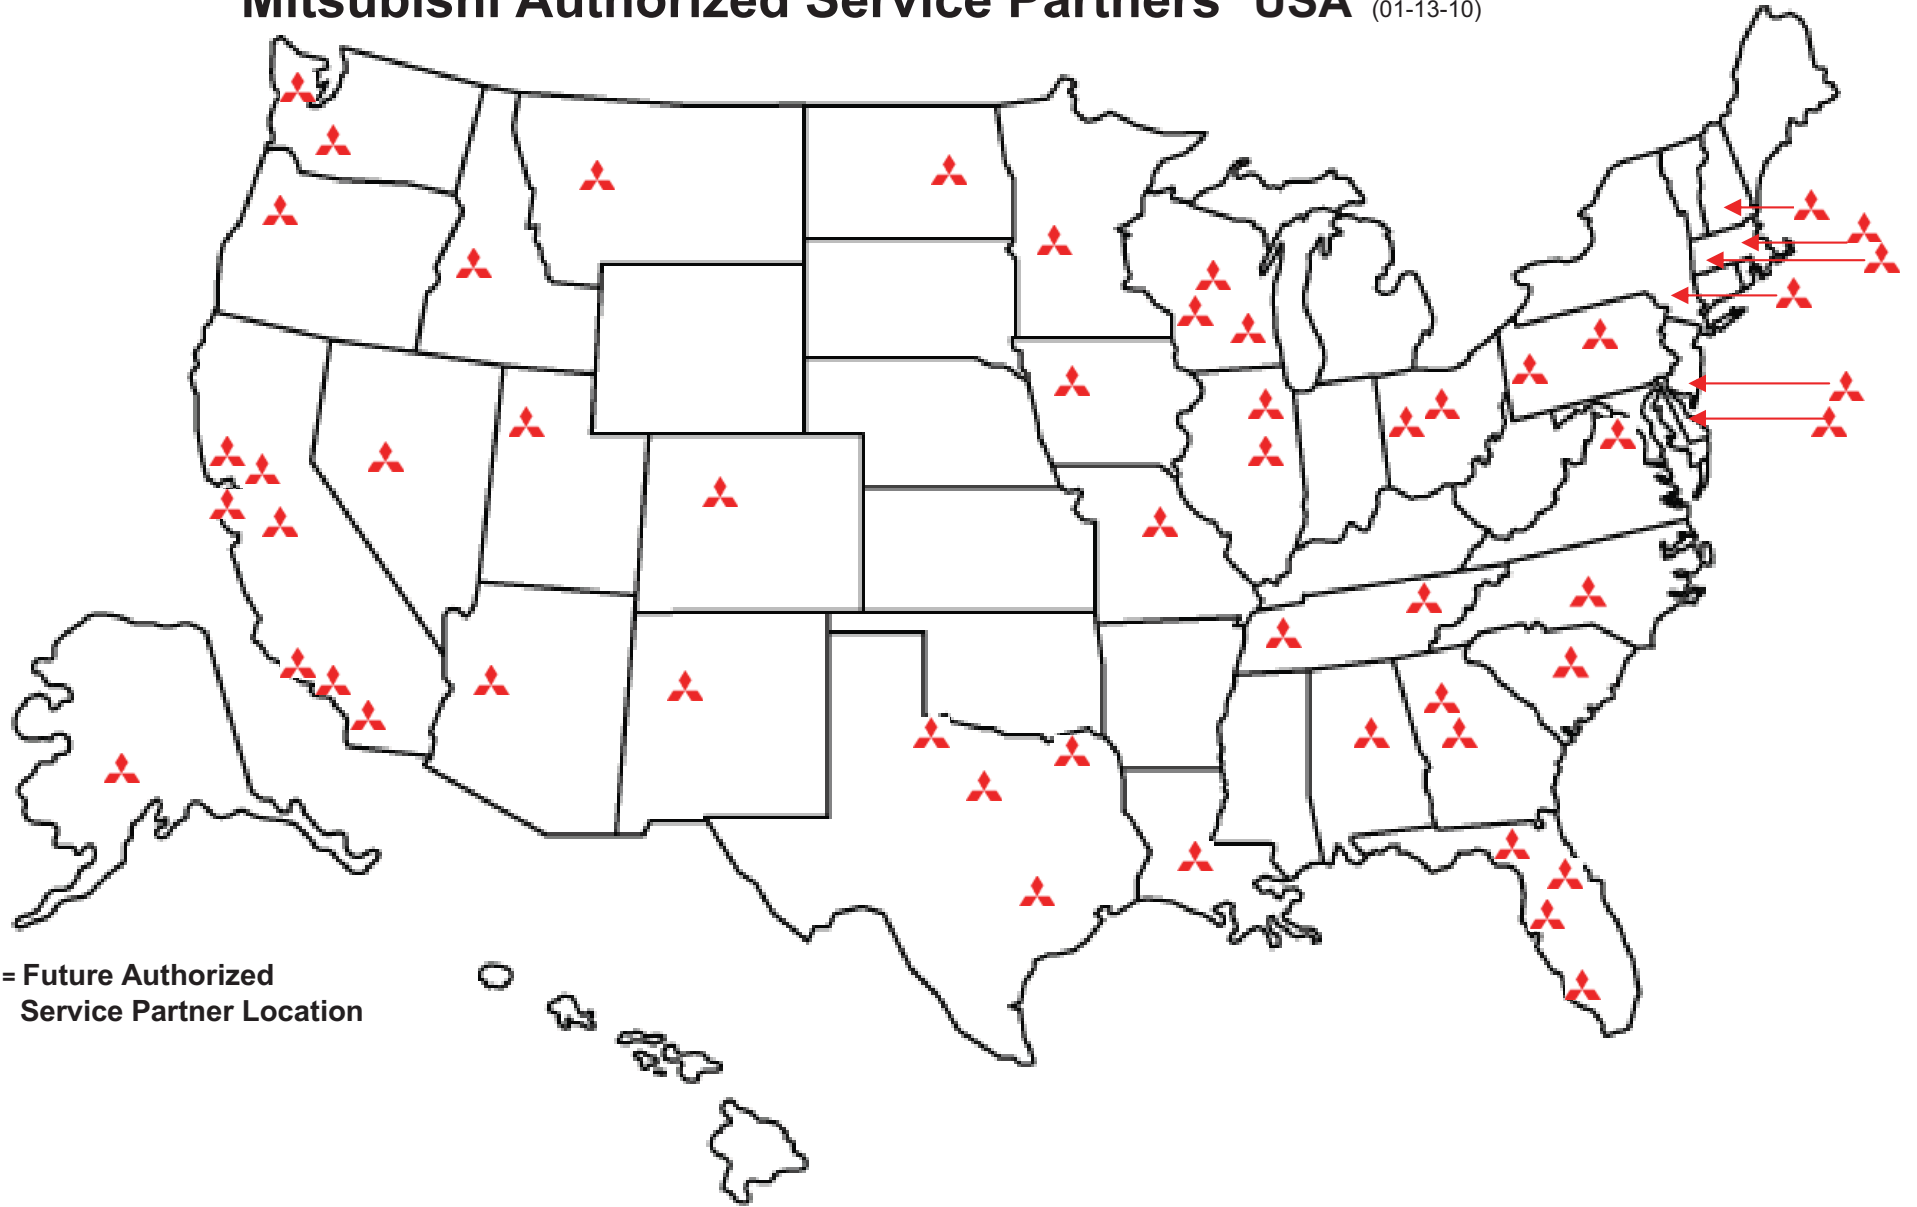 Mitsubishi Authorized Service Partners USA (01-13-10)
= Future Authorized
Service Partner Location